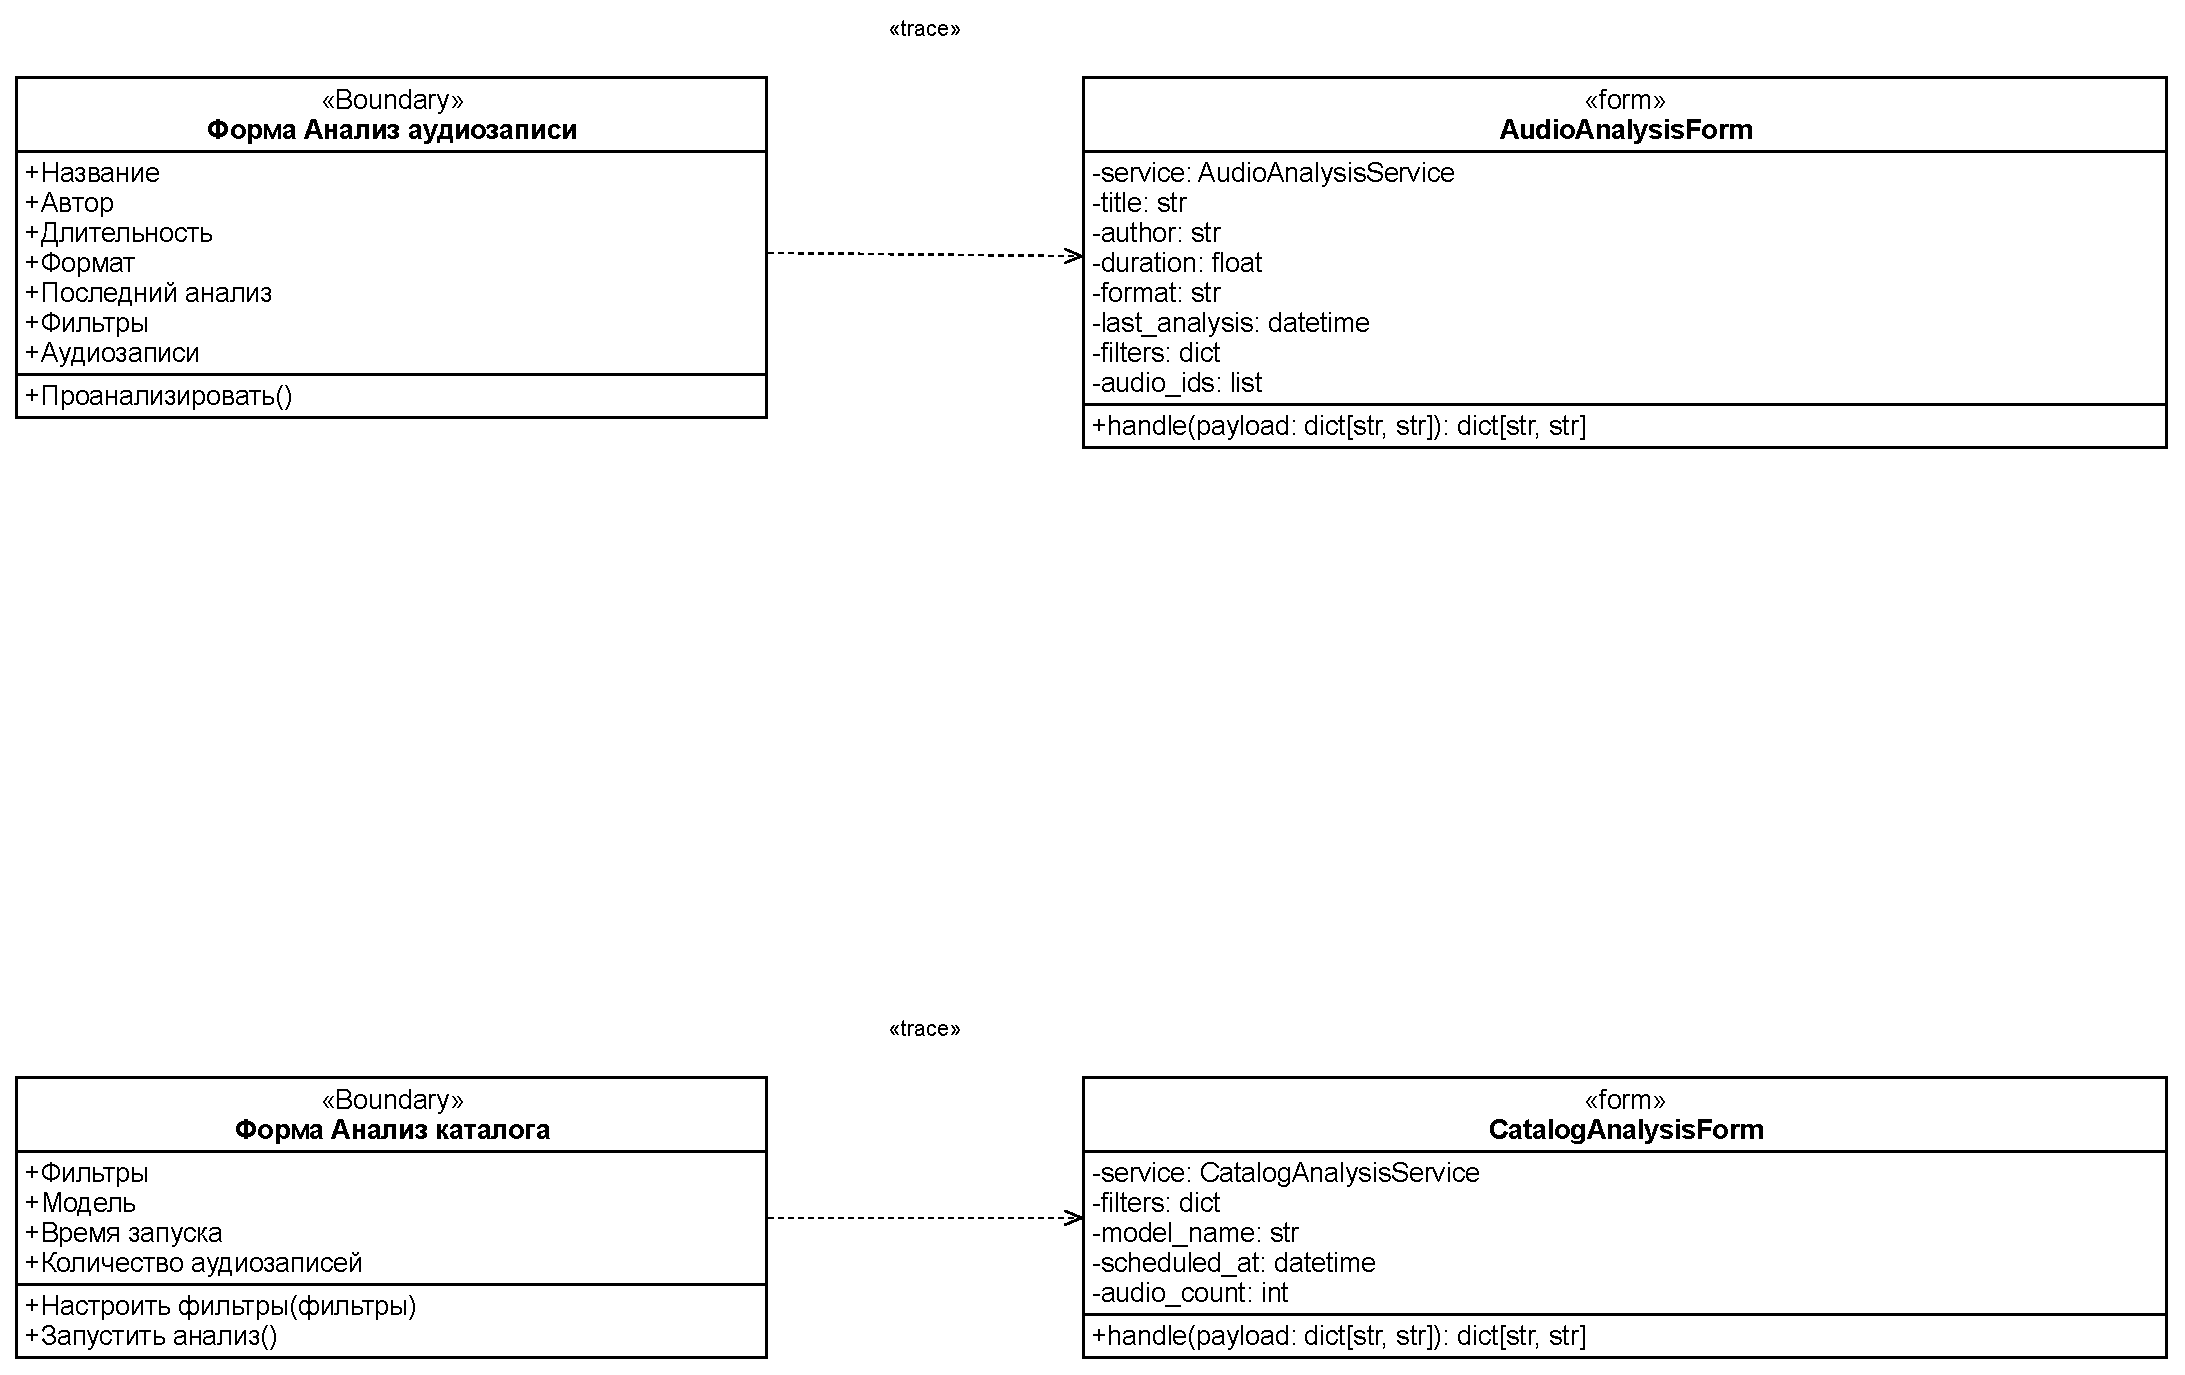 «trace»
«Boundary»
Форма Анализ аудиозаписи
+Название
+Автор
+Длительность
+Формат
+Последний анализ
+Фильтры
+Аудиозаписи
+Проанализировать()
«form»
AudioAnalysisForm
-service: AudioAnalysisService
-title: str
-author: str
-duration: float
-format: str
-last_analysis: datetime
-filters: dict
-audio_ids: list
+handle(payload: dict[str, str]): dict[str, str]
«trace»
«Boundary»
Форма Анализ каталога
+Фильтры
+Модель
+Время запуска
+Количество аудиозаписей
+Настроить фильтры(фильтры)
+Запустить анализ()
«form»
CatalogAnalysisForm
-service: CatalogAnalysisService
-filters: dict
-model_name: str
-scheduled_at: datetime
-audio_count: int
+handle(payload: dict[str, str]): dict[str, str]